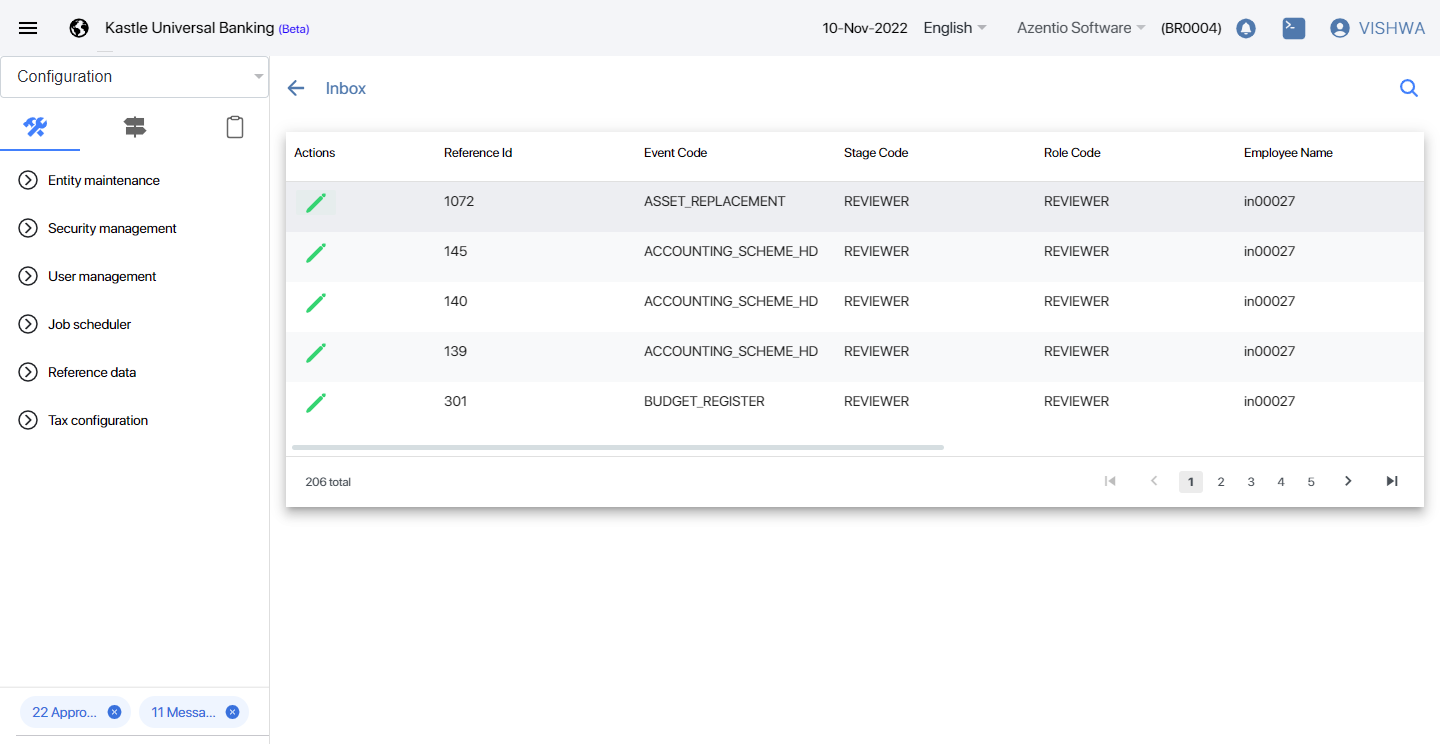 Kastle Universal Banking (Beta) 10-Nov-2022 English Azentio Software (BR0004) VISHWA
Configuration
Inbox
Entity maintenance
Security management
User management
Job scheduler
Reference data
Tax configuration
Actions Reference Id Event Code Stage Code Role Code Employee Name
1072 ASSET_REPLACEMENT REVIEWER REVIEWER in00027
145 ACCOUNTING_SCHEME_HD REVIEWER REVIEWER in00027
140 ACCOUNTING_SCHEME_HD REVIEWER REVIEWER in00027
139 ACCOUNTING_SCHEME_HD REVIEWER REVIEWER in00027
301 BUDGET_REGISTER REVIEWER REVIEWER in00027
206 total 1 2 3 4 5
22 Appro... 11 Messa...